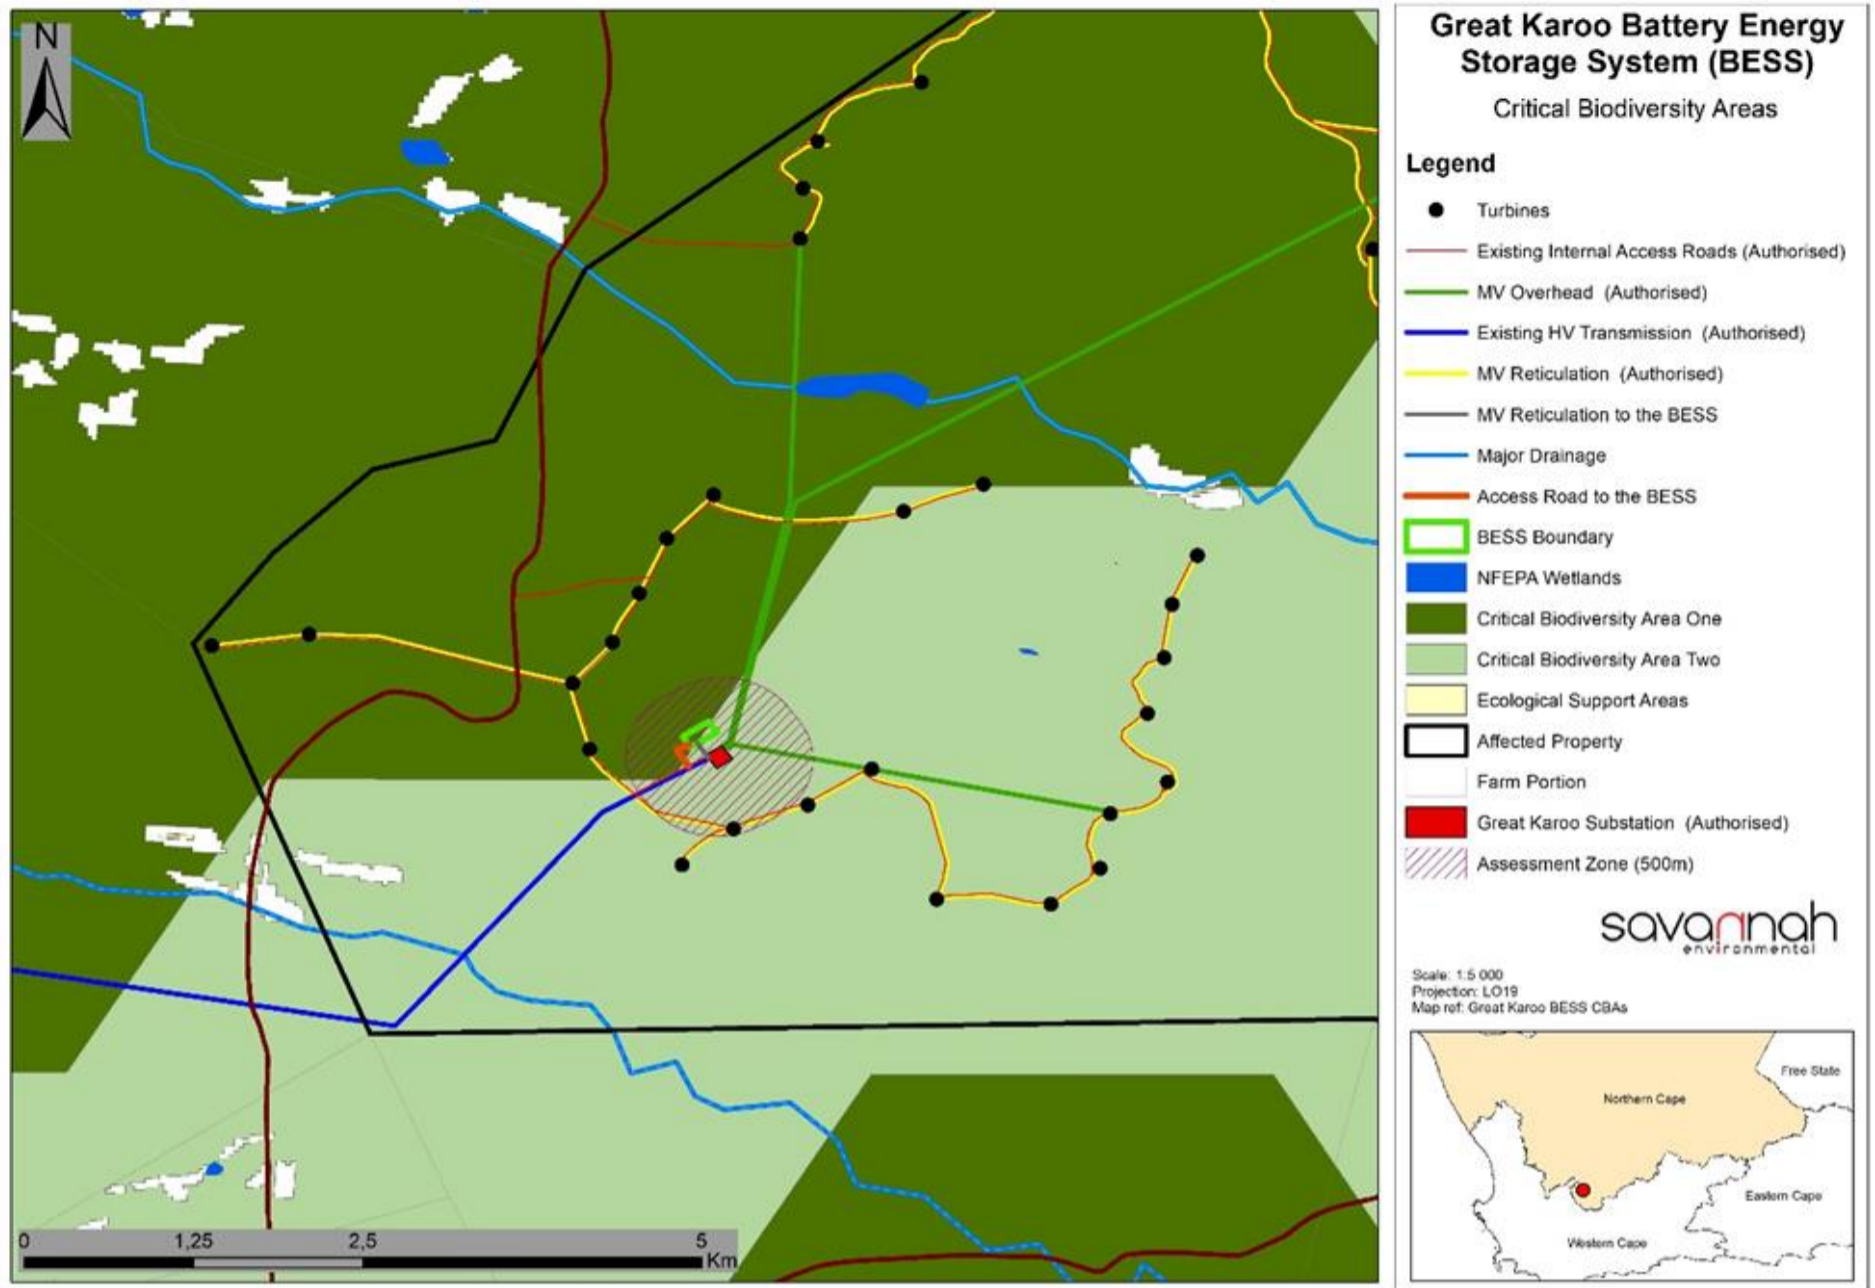 N
0
1,25
2,5
5
Km
Great Karoo Battery Energy
Storage System (BESS)
Critical Biodiversity Areas
Legend
Turbines
Existing Internal Access Roads (Authorised)
MV Overhead (Authorised)
Existing HV Transmission (Authorised)
MV Reticulation (Authorised)
MV Reticulation to the BESS
Major Drainage
Access Road to the BESS
BESS Boundary
NFEPA Wetlands
Critical Biodiversity Area One
Critical Biodiversity Area Two
Ecological Support Areas
Affected Property
Farm Portion
Great Karoo Substation (Authorised)
Assessment Zone (500m)
savannah
environmental
Scale: 1:5 000
Projection: LO19
Map ref: Great Karoo BESS CBAs
Free State
Northern Cape
Eastern Cape
Western Cape